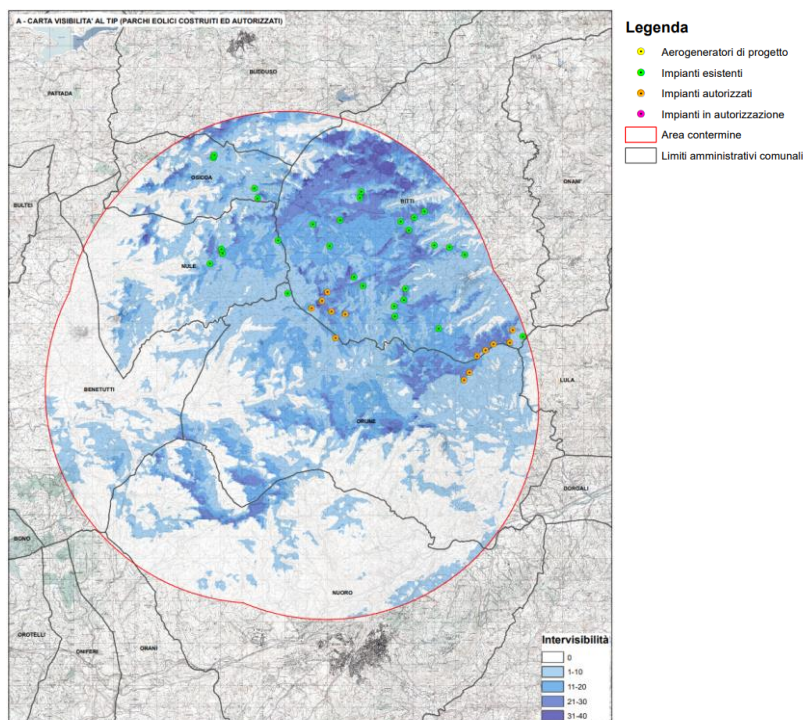 A - CARTA VISIBILITA' AL TIP (PARCHI EOLICI COSTRUITI ED AUTORIZZATI)
BUDDUSO
PATTADA
OSIDDA
BITTI
BULTEI
NULE
BENETUTTI
LULA
ORUNE
DORGALI
BONO
NUORO
OROTELLI
ONIFERI
ORANI
Intervisibilità
0
1-10
11-20
21-30
31-40
Legenda
Aerogeneratori di progetto
Impianti esistenti
Impianti autorizzati
Impianti in autorizzazione
Area contermine
Limiti amministrativi comunali